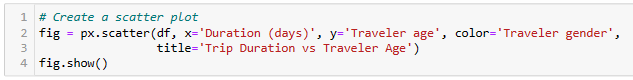 1 # Create a scatter plot
2 fig = px.scatter(df, x='Duration (days)', y='Traveler age', color='Traveler gender',
3                  title='Trip Duration vs Traveler Age')
4 fig.show()